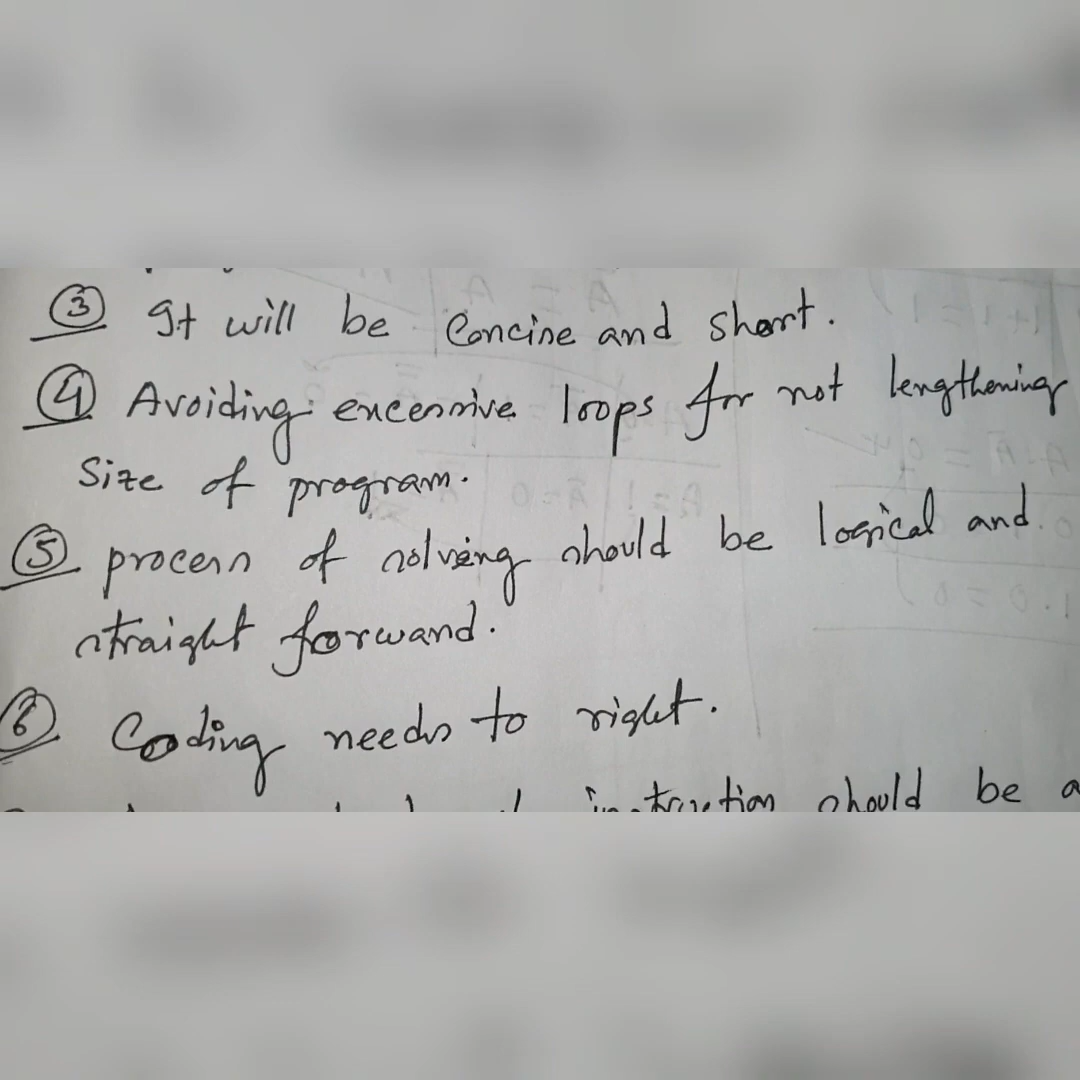 ③ It will be concise and short.
④ Avoiding excessive loops for not lengthening
size of program.
⑤ process of solving should be logical and
straight forward.
⑥ Cooding needs to right.
instruction should be a